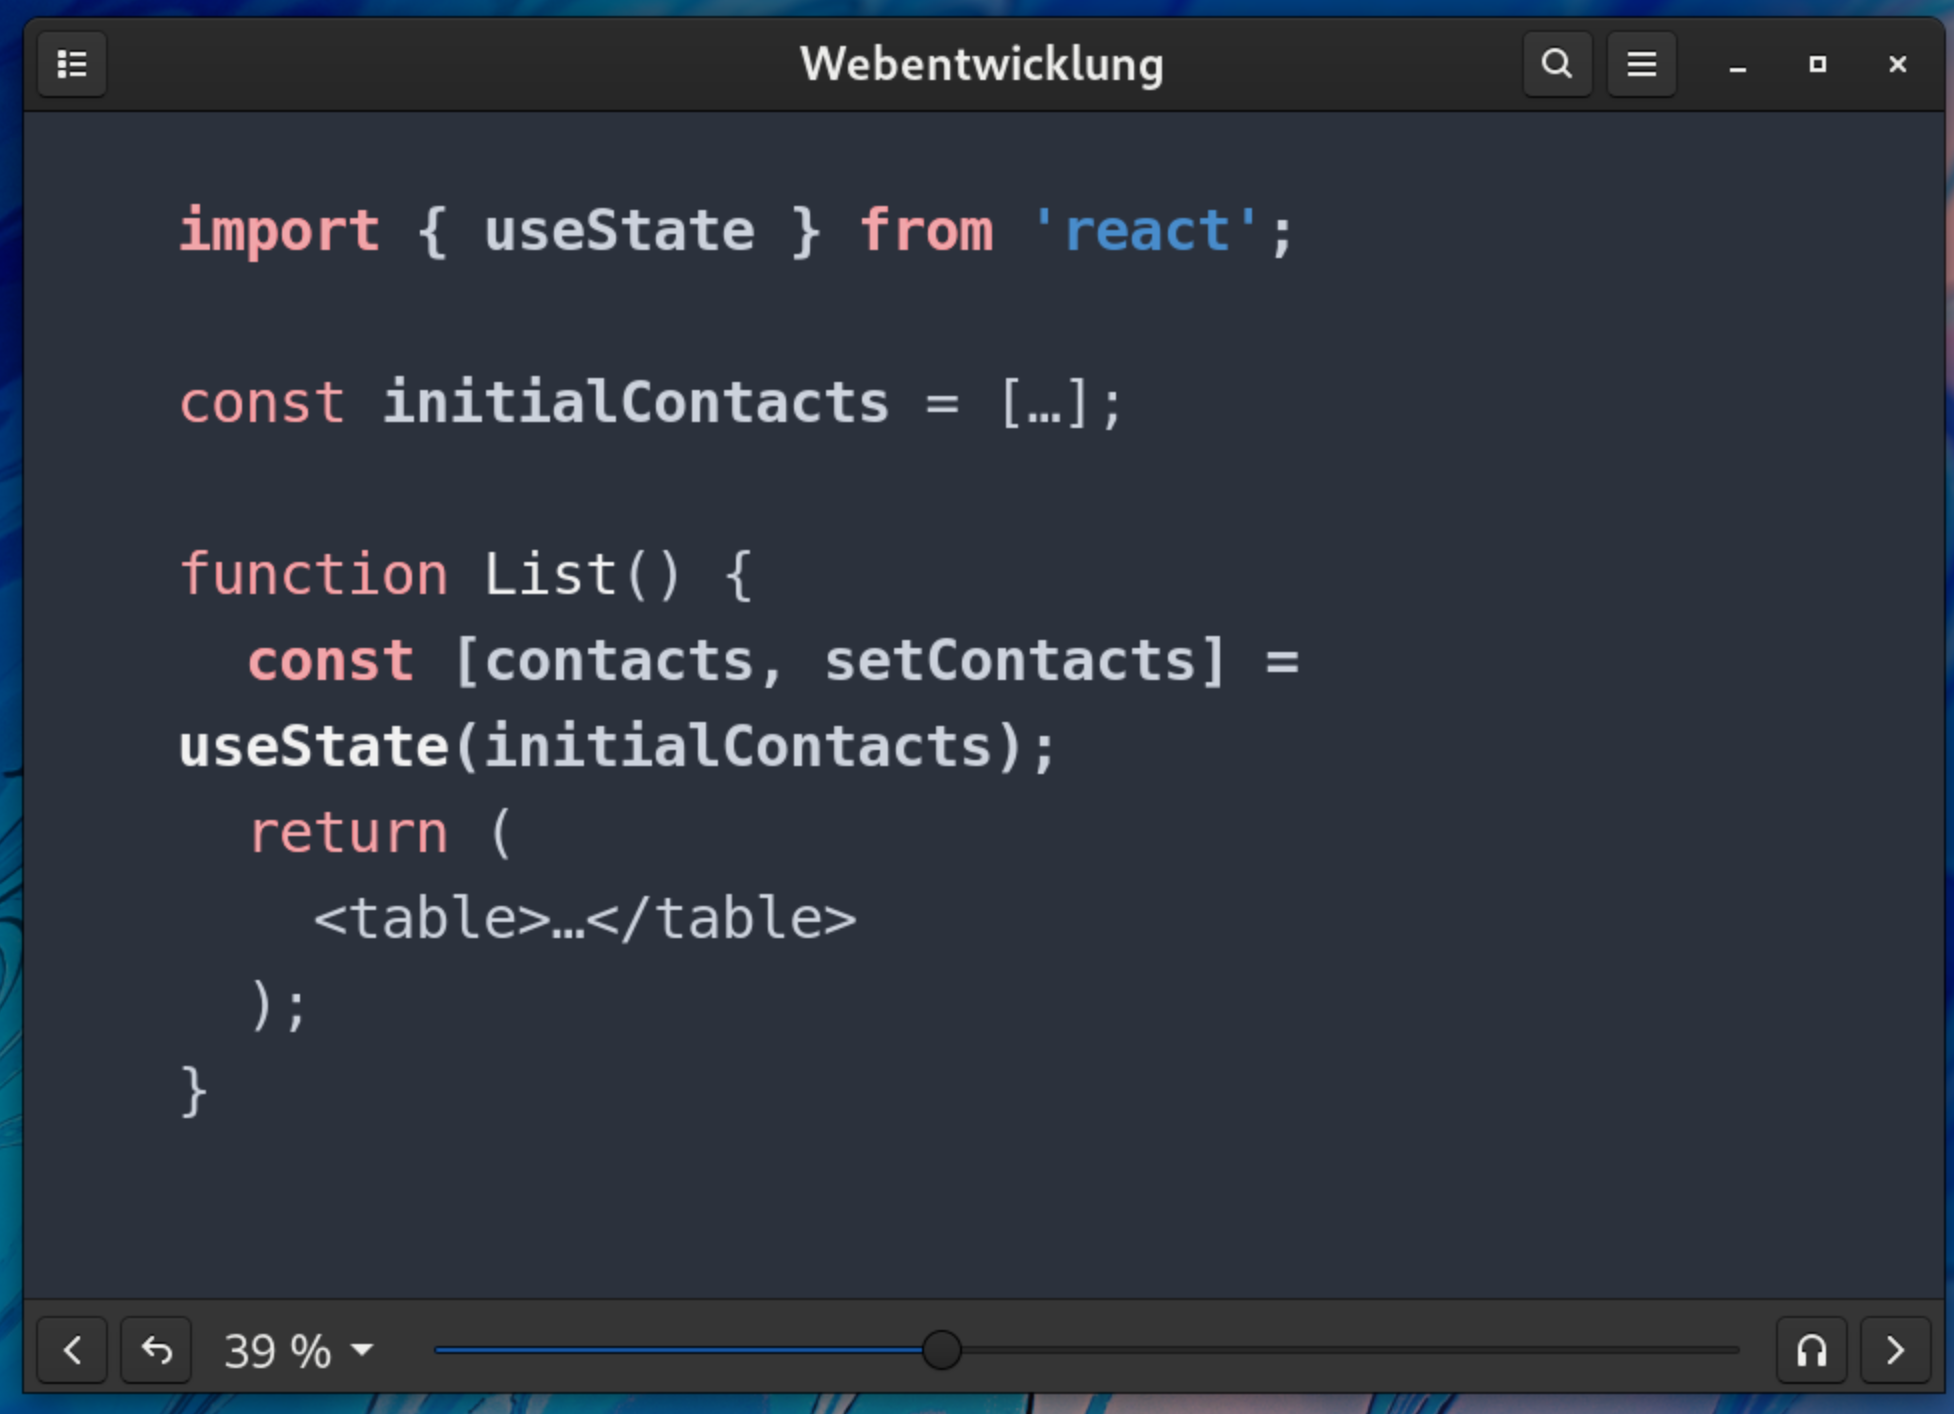 Webentwicklung
import { useState } from 'react';
const initialContacts = […];
function List() {
  const [contacts, setContacts] =
useState(initialContacts);
  return (
    <table>…</table>
  );
}
39 %